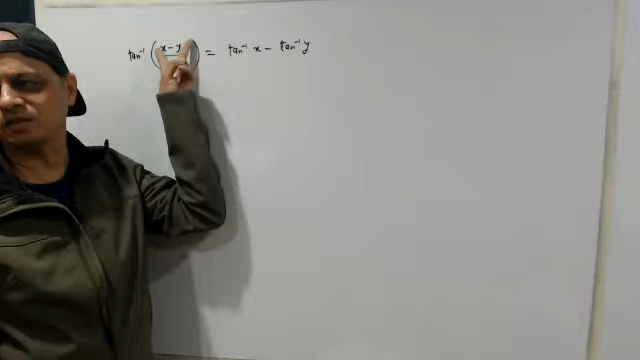 tan⁻¹ (x-y) = tan⁻¹ x - tan⁻¹ y